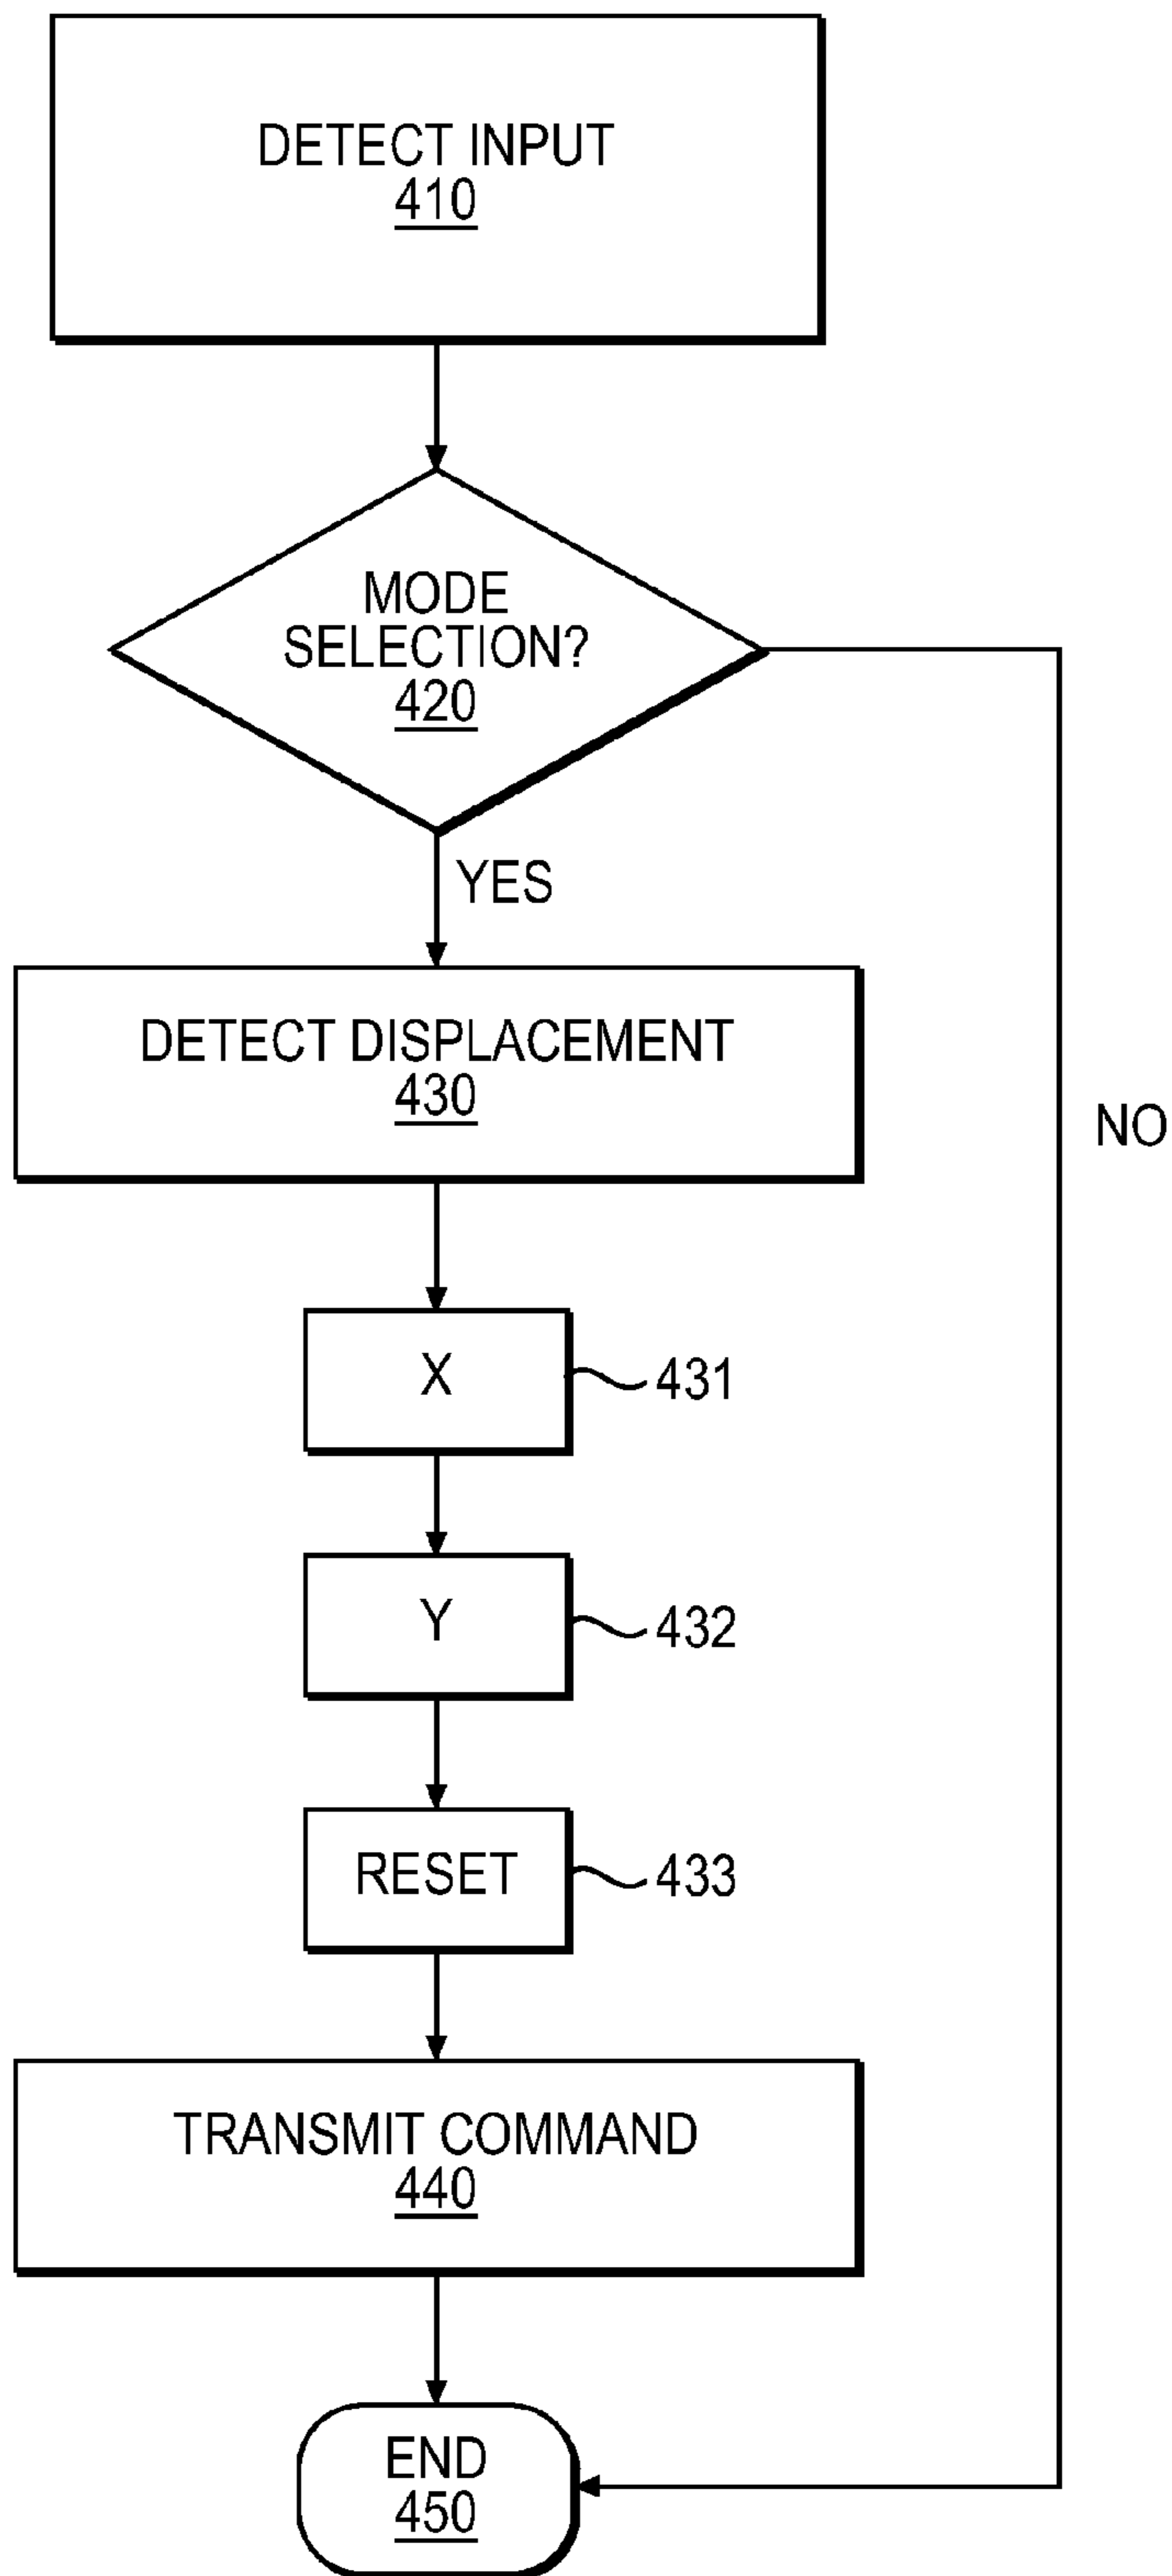 DETECT INPUT
410
MODE
SELECTION?
420
YES
DETECT DISPLACEMENT
430
NO
X
431
Y
432
RESET
433
TRANSMIT COMMAND
440
END
450